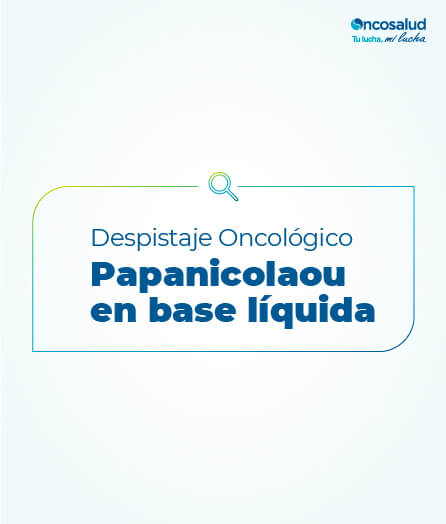 Oncosalud
Tu lucha, mi lucha
Despistaje Oncológico
Papanicolaou
en base líquida